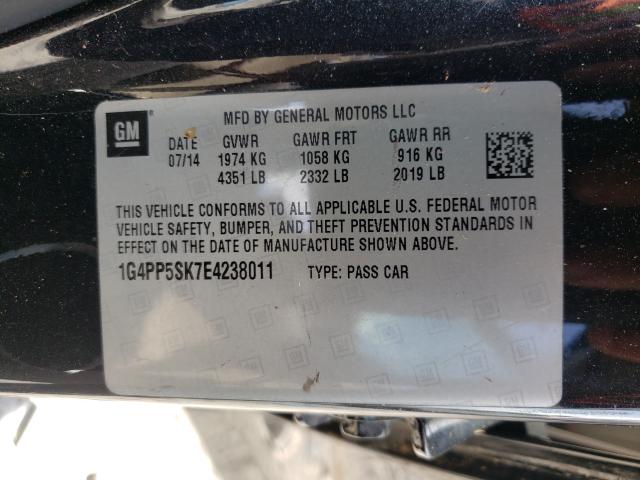 GM
MFD BY GENERAL MOTORS LLC
DATE GVWR GAWR FRT GAWR RR
07/14 1974 KG 1058 KG 916 KG
4351 LB 2332 LB 2019 LB
THIS VEHICLE CONFORMS TO ALL APPLICABLE U.S. FEDERAL MOTOR
VEHICLE SAFETY, BUMPER, AND THEFT PREVENTION STANDARDS IN
EFFECT ON THE DATE OF MANUFACTURE SHOWN ABOVE.
1G4PP5SK7E4238011 TYPE: PASS CAR